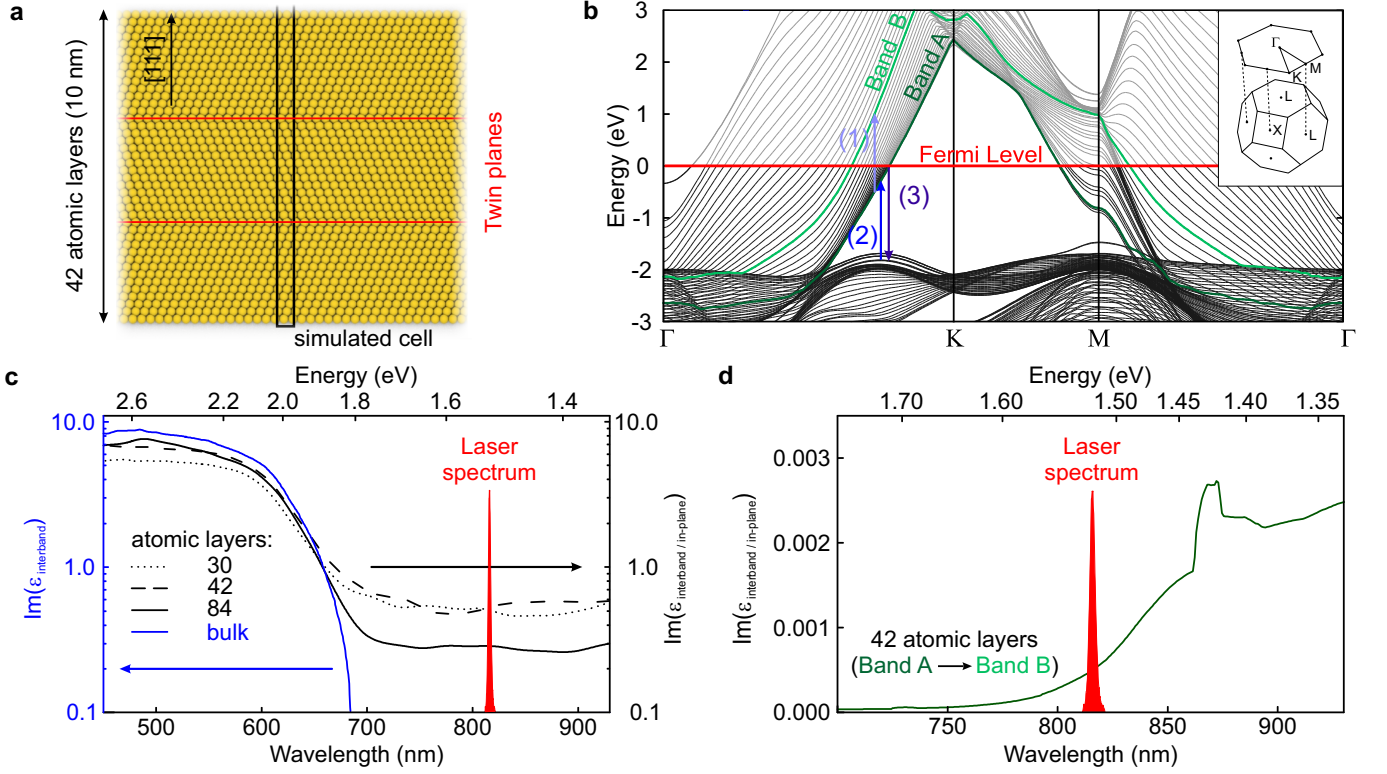 a
42 atomic layers (10 nm)
[111]
Twin planes
simulated cell
b
Energy (eV)
3
2
1
0
-1
-2
-3
Band B
Band A
(1)
Fermi Level
(2)
(3)
Γ
K
M
Γ
Γ
M
K
L
X
L
c
Energy (eV)
2.6 2.2 2.0 1.8 1.6 1.4
10.0
1.0
0.1
Im(ε interband)
Laser
spectrum
atomic layers:
30
42
84
bulk
10.0
1.0
0.1
Im(ε interband / in-plane)
500 600 700 800 900
Wavelength (nm)
d
Energy (eV)
1.70 1.60 1.50 1.44 1.40 1.35
Im(ε interband / in-plane)
0.003
0.002
0.001
0.000
Laser
spectrum
42 atomic layers
(Band A → Band B)
750 800 850 900
Wavelength (nm)